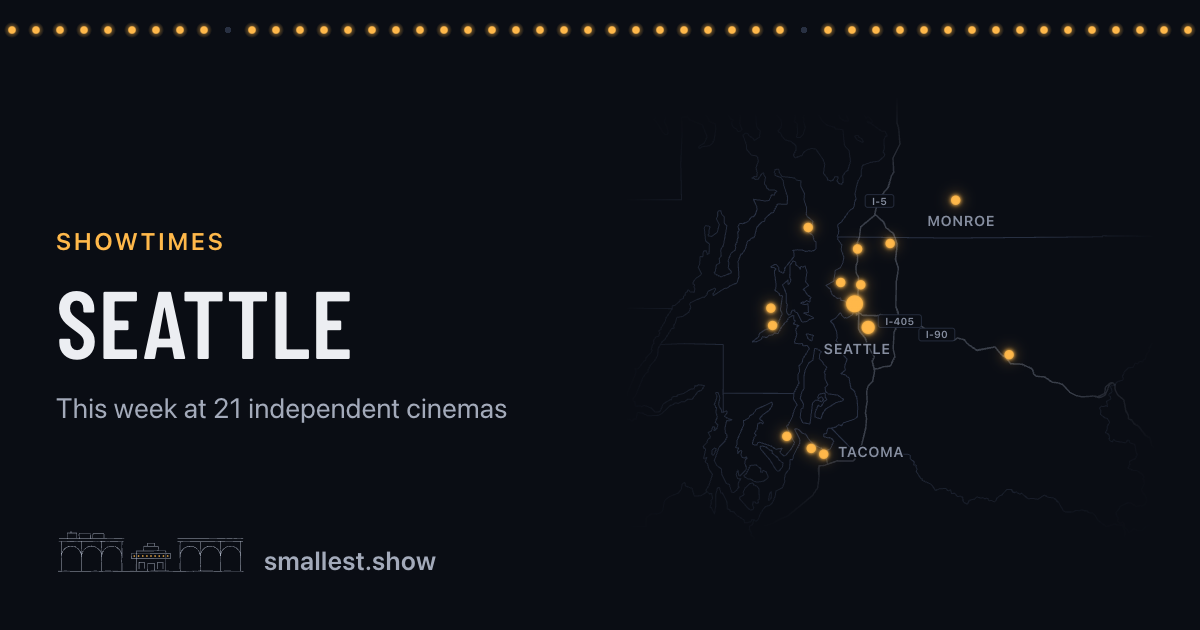 SHOWTIMES
SEATTLE
This week at 21 independent cinemas
smallest.show
I-5
MONROE
I-405
I-90
SEATTLE
TACOMA